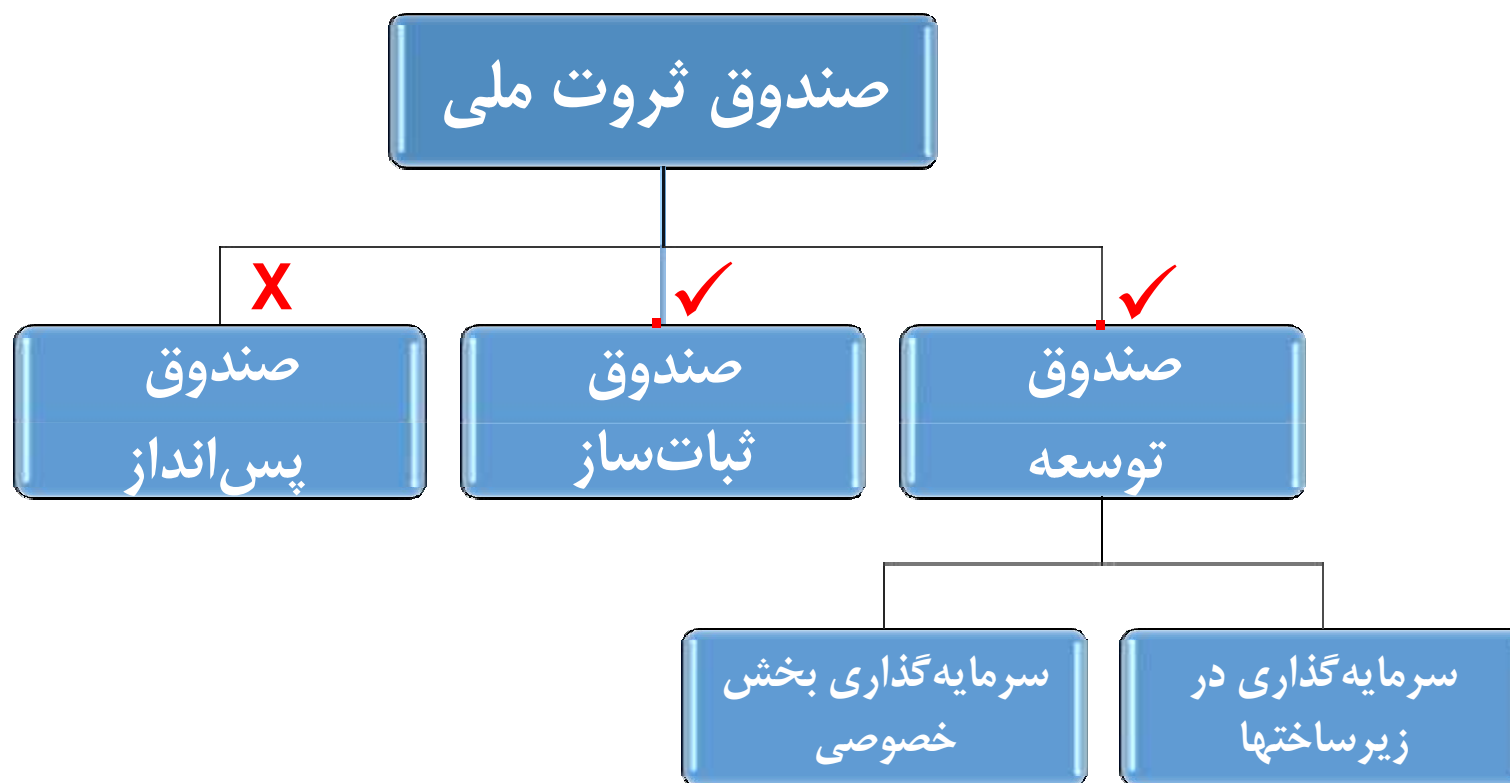 صندوق ثروت ملی
X
✓
✓
صندوق
توسعه
صندوق
ثبات‌ساز
صندوق
پس‌انداز
سرمایه‌گذاری در
زیرساختها
سرمایه‌گذاری بخش
خصوصی